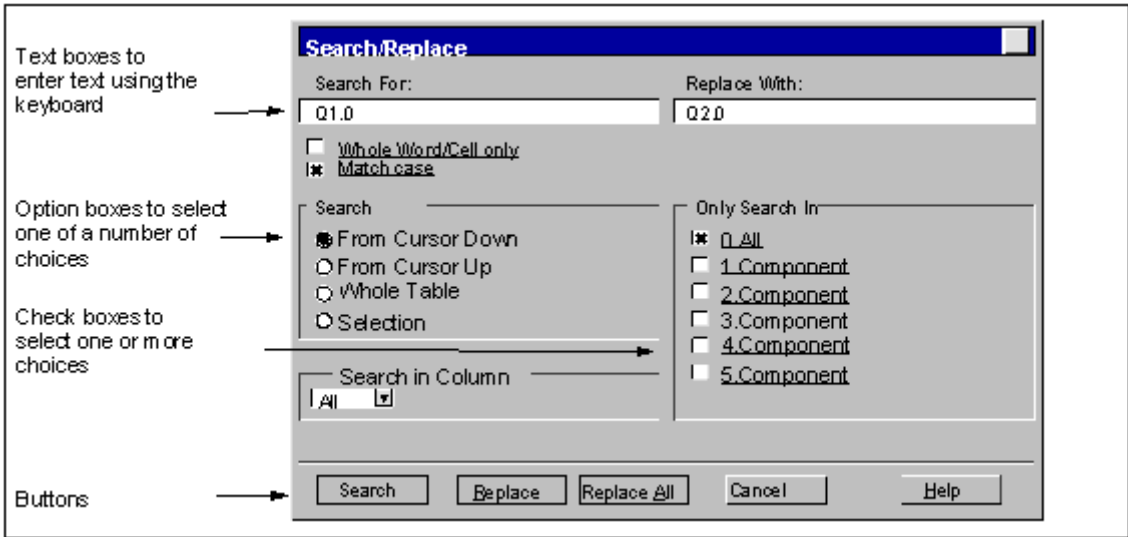 Text boxes to
enter text using the
keyboard
Search/Replace
Search For:
Replace With:
Q1.0
Q2.0
Whole Word/Cell only
Match case
Option boxes to select
one of a number of
choices
Search
From Cursor Down
From Cursor Up
Whole Table
Selection
Only Search In
0.All
1.Component
2.Component
3.Component
4.Component
5.Component
Check boxes to
select one or more
choices
Search in Column
All
Buttons
Search
Replace
Replace All
Cancel
Help